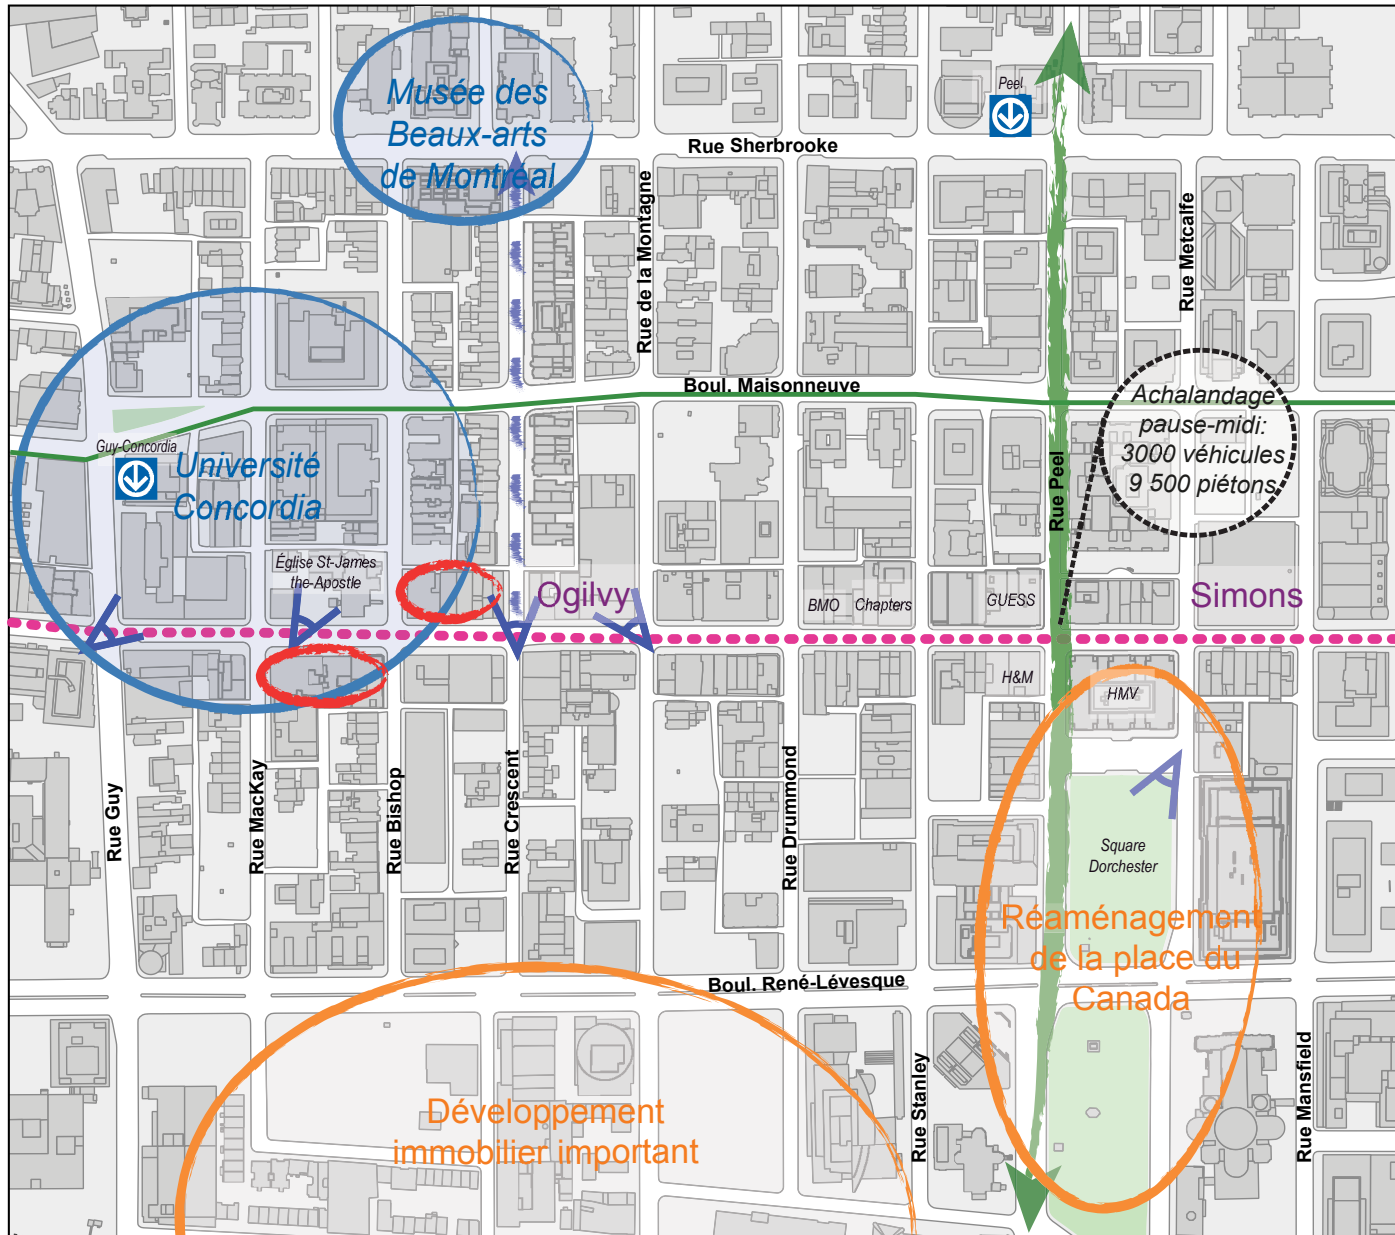 Musée des
Beaux-arts
de Montréal
Peel
Rue Sherbrooke
Rue de la Montagne
Rue Metcalfe
Boul. Maisonneuve
Achalandage
pause-midi:
3000 véhicules
9 500 piétons
Guy-Concordia
Université
Concordia
Rue Peel
Église St-James
the-Apostle
Ogilvy
BMO
Chapters
GUESS
Simons
H&M
HMV
Rue Guy
Rue MacKay
Rue Bishop
Rue Crescent
Rue Drummond
Square
Dorchester
Réaménagement
de la place du
Canada
Boul. René-Lévesque
Rue Stanley
Rue Mansfield
Développement
immobilier important